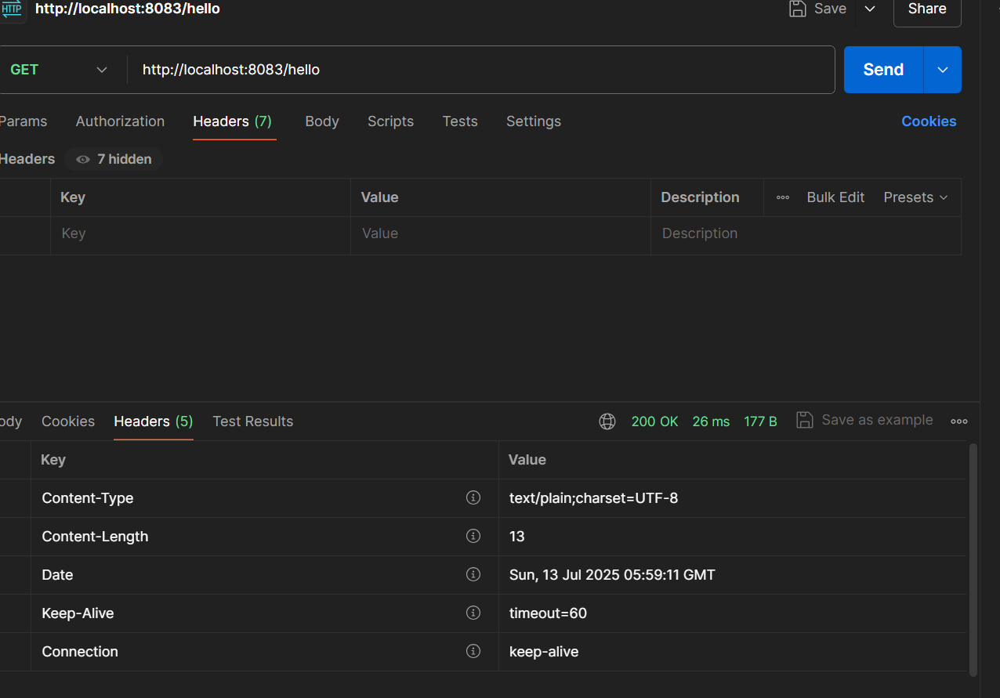 HTTP http://localhost:8083/hello Save Share
GET http://localhost:8083/hello Send
Params Authorization Headers (7) Body Scripts Tests Settings Cookies
Headers 7 hidden
Key Value Description Bulk Edit Presets
Key Value Description
ody Cookies Headers (5) Test Results 200 OK 26 ms 177 B Save as example
Key Value
Content-Type text/plain;charset=UTF-8
Content-Length 13
Date Sun, 13 Jul 2025 05:59:11 GMT
Keep-Alive timeout=60
Connection keep-alive